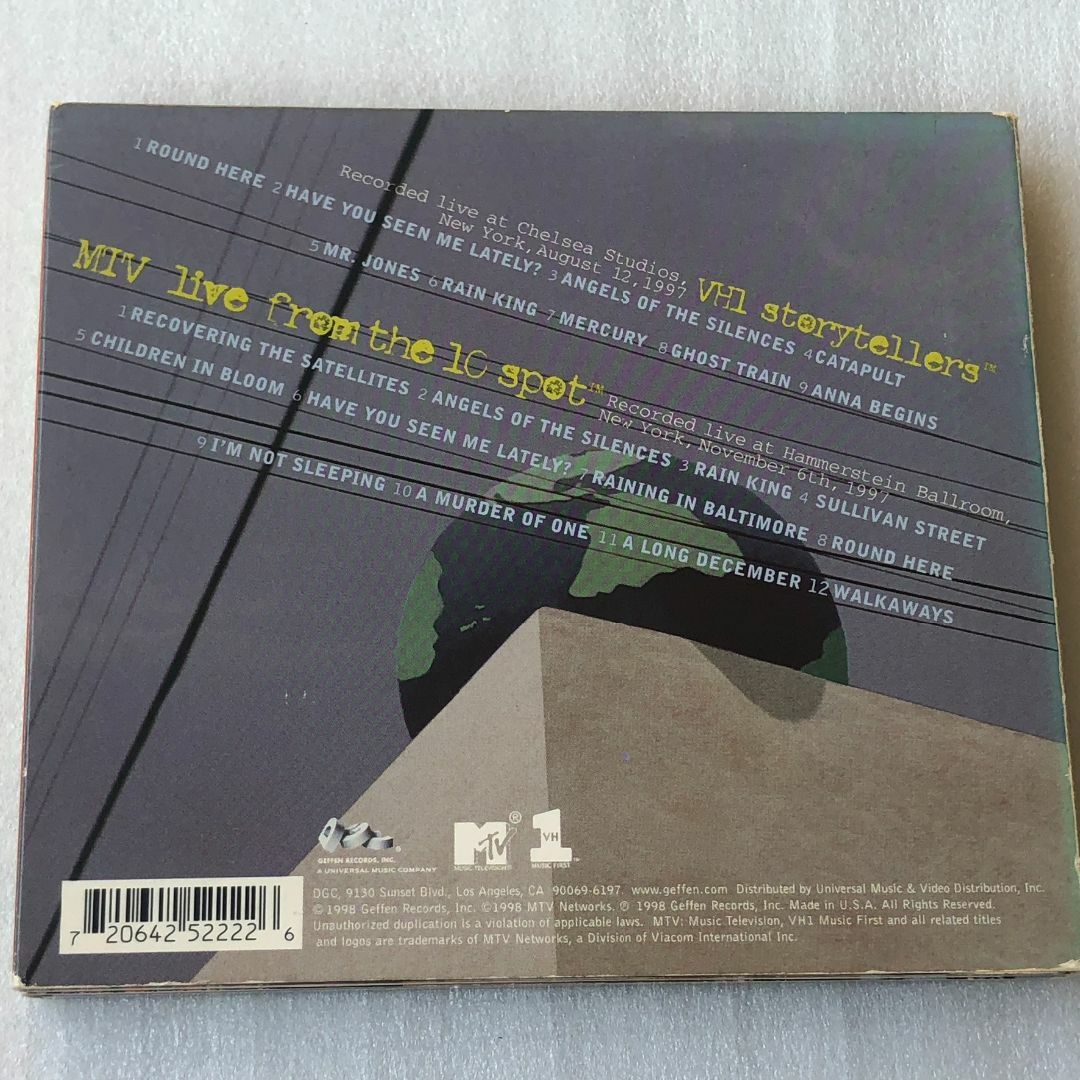 Recorded live at Chelsea Studios,
New York, August 12, 1997
VH1 storytellers™
1 ROUND HERE 2 HAVE YOU SEEN ME LATELY? 3 ANGELS OF THE SILENCES 4 CATAPULT
5 MR. JONES 6 RAIN KING 7 MERCURY 8 GHOST TRAIN 9 ANNA BEGINS
MTV live from the 10 spot™
Recorded live at Hammerstein Ballroom,
New York, November 6th, 1997
1 RECOVERING THE SATELLITES 2 ANGELS OF THE SILENCES 3 RAIN KING 4 SULLIVAN STREET
5 CHILDREN IN BLOOM 6 HAVE YOU SEEN ME LATELY? 7 RAINING IN BALTIMORE 8 ROUND HERE
9 I'M NOT SLEEPING 10 A MURDER OF ONE 11 A LONG DECEMBER 12 WALKAWAYS
GEFFEN RECORDS, INC.
A UNIVERSAL MUSIC COMPANY
MTV®
MUSIC TELEVISION®
VH1
MUSIC FIRST™
DGC, 9130 Sunset Blvd., Los Angeles, CA 90069-6197 www.geffen.com Distributed by Universal Music & Video Distribution, Inc.
©1998 Geffen Records, Inc. ©1998 MTV Networks. ℗ 1998 Geffen Records, Inc. Made in U.S.A. All Rights Reserved.
Unauthorized duplication is a violation of applicable laws. MTV: Music Television, VH1 Music First and all related titles
and logos are trademarks of MTV Networks, a Division of Viacom International Inc.
7 20642 52222 6